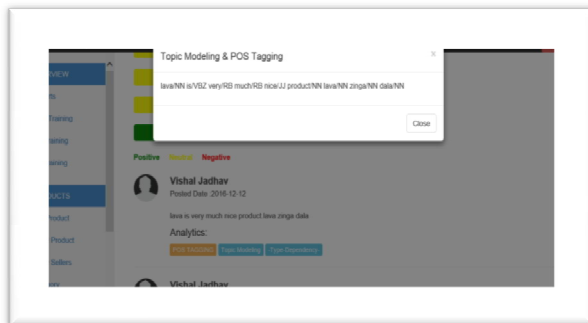 Topic Modeling & POS Tagging
x
lava/NN is/VBZ very/RB much/RB nice/JJ product/NN lava/NN zinga/NN dala/NN
Close
VIEW
Training
Training
Training
Positive Neutral Negative
Vishal Jadhav
Posted Date :2016-12-12
lava is very much nice product lava zinga dala
Analytics:
POS TAGGING Topic Modeling Type Dependency
DUCTS
Product
Product
Sellers
Vishal Jadhav